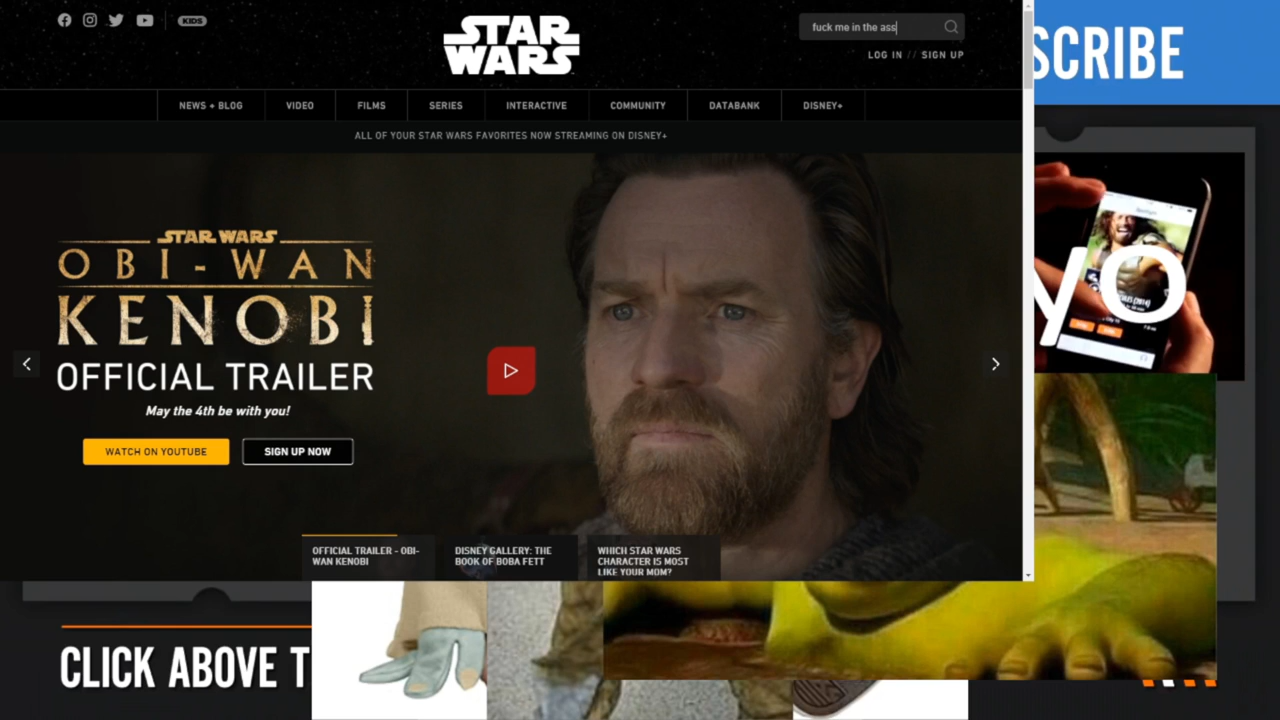 KIDS
STAR WARS
fuck me in the ass
LOG IN // SIGN UP
SCRIBE
NEWS + BLOG
VIDEO
FILMS
SERIES
INTERACTIVE
COMMUNITY
DATABANK
DISNEY+
ALL OF YOUR STAR WARS FAVORITES NOW STREAMING ON DISNEY+
STAR WARS
OBI-WAN
KENOBI
OFFICIAL TRAILER
May the 4th be with you!
WATCH ON YOUTUBE
SIGN UP NOW
yo
OFFICIAL TRAILER - OBI-
WAN KENOBI
DISNEY GALLERY: THE
BOOK OF BOBA FETT
WHICH STAR WARS
CHARACTER IS MOST
LIKE YOUR MOM?
CLICK ABOVE T